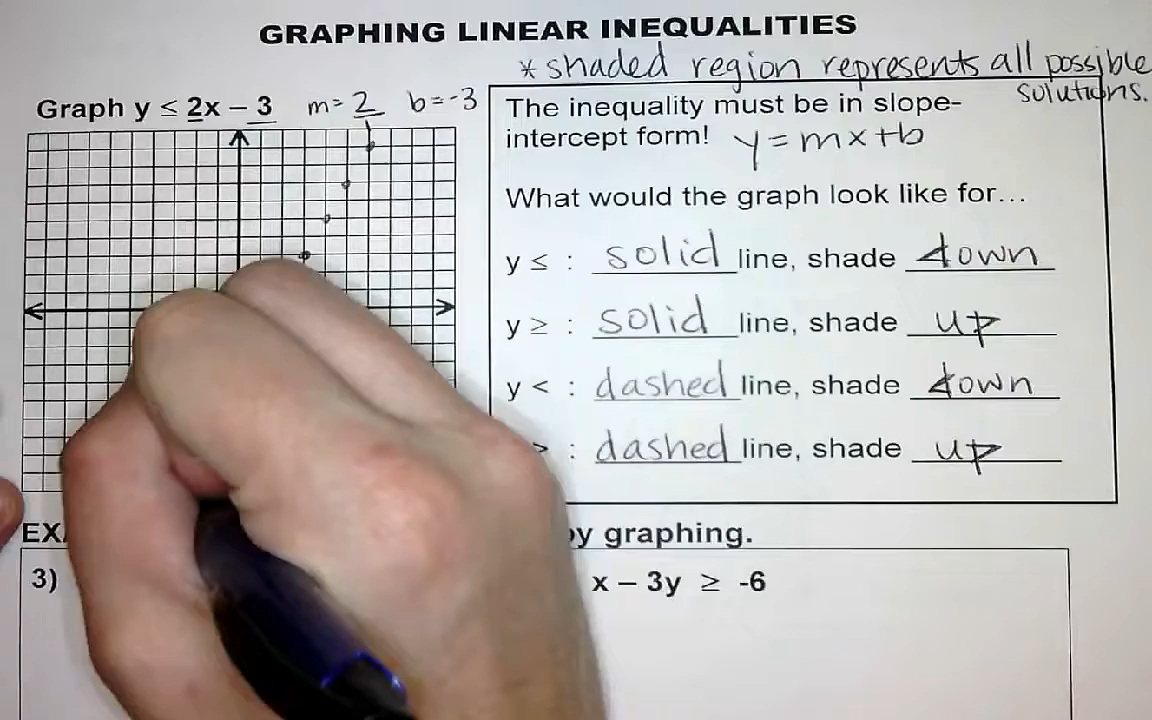 GRAPHING LINEAR INEQUALITIES
* shaded region represents all possible
solutions.
Graph y ≤ 2x – 3 m = 2 b = -3
The inequality must be in slope-
intercept form! y = mx + b
What would the graph look like for…
y ≤ : solid line, shade down
y ≥ : solid line, shade up
y < : dashed line, shade down
> : dashed line, shade up
by graphing.
3)
x – 3y ≥ -6